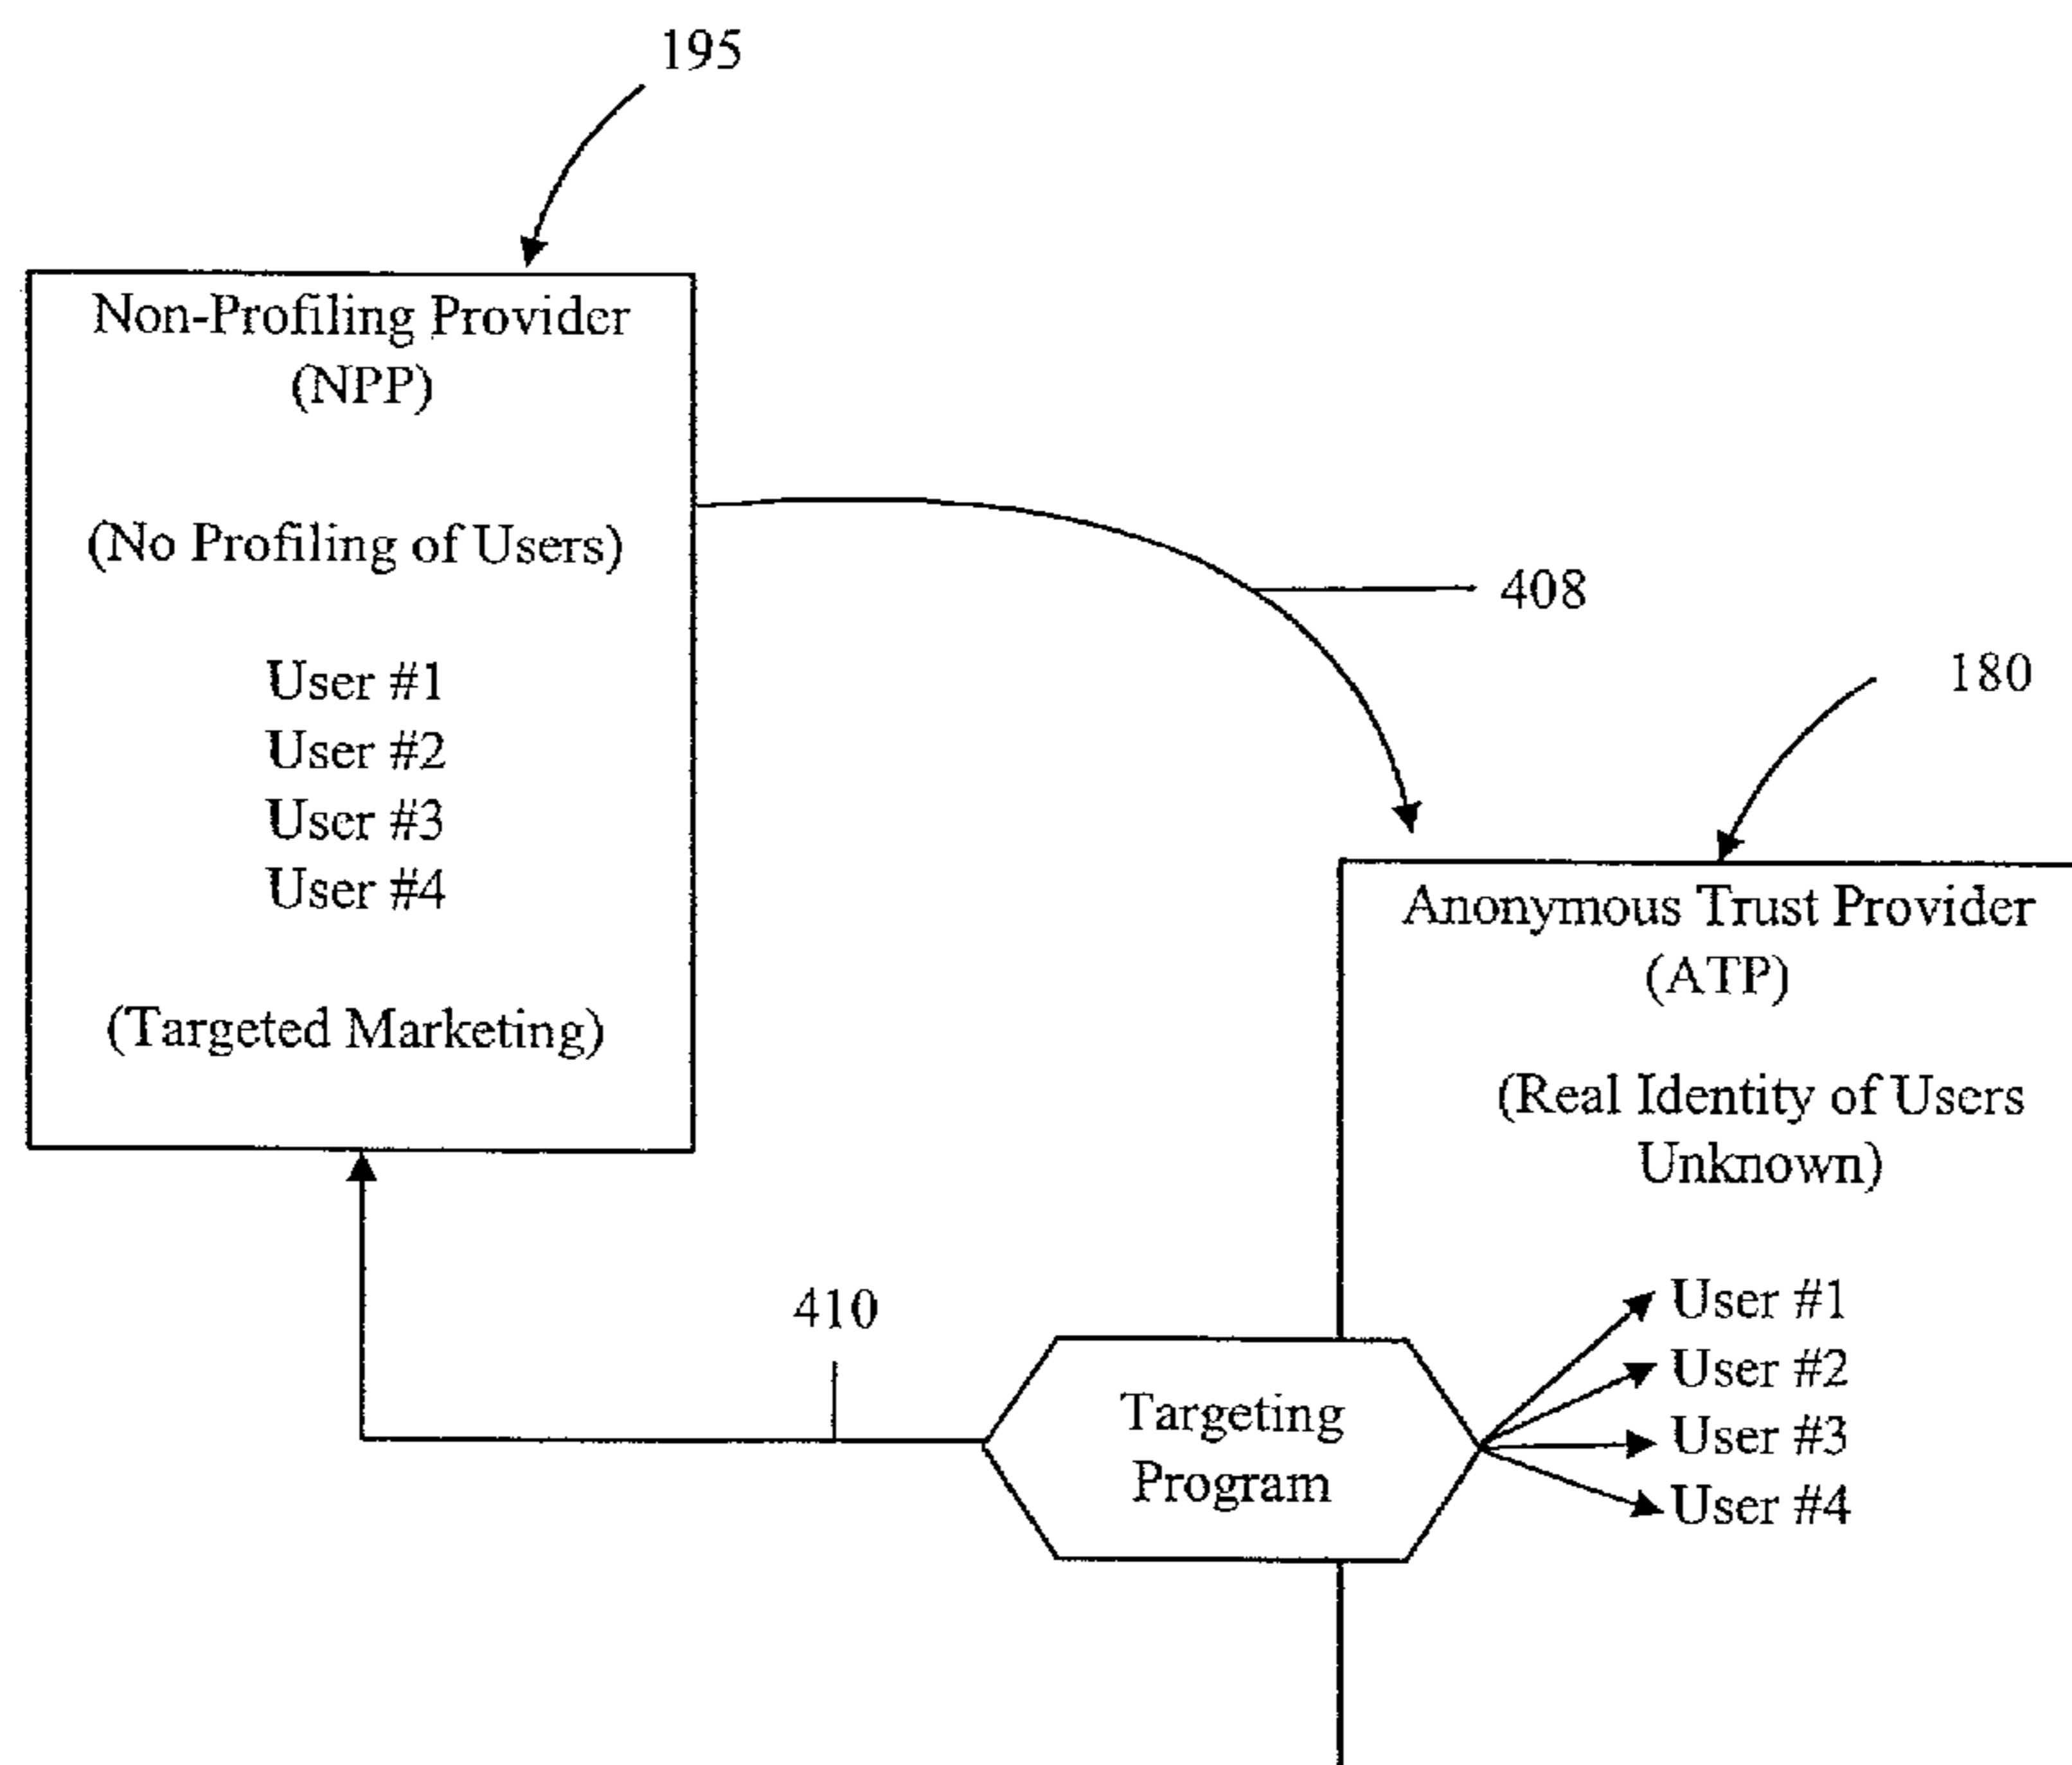 195
Non-Profiling Provider
(NPP)
(No Profiling of Users)
User #1
User #2
User #3
User #4
(Targeted Marketing)
408
180
Anonymous Trust Provider
(ATP)
(Real Identity of Users
Unknown)
User #1
User #2
User #3
User #4
410
Targeting
Program